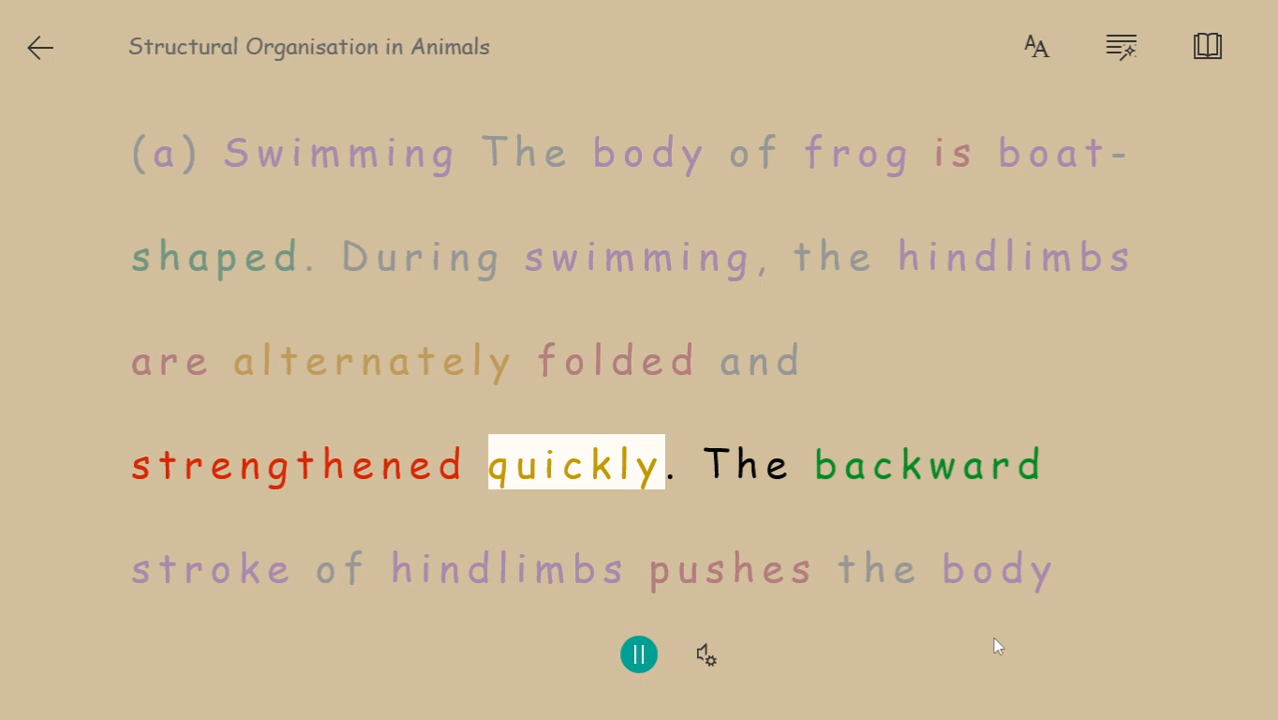 Structural Organisation in Animals
AA
(a) Swimming The body of frog is boat-
shaped. During swimming, the hindlimbs
are alternately folded and
strengthened quickly. The backward
stroke of hindlimbs pushes the body